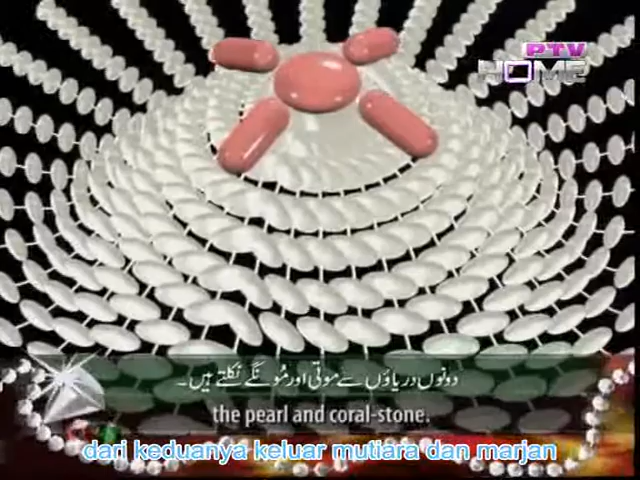 PTV
HOME
دونوں دریاؤں سے موتی اور مُونگے نکلتے ہیں۔
the pearl and coral-stone.
dari keduanya keluar mutiara dan marjan